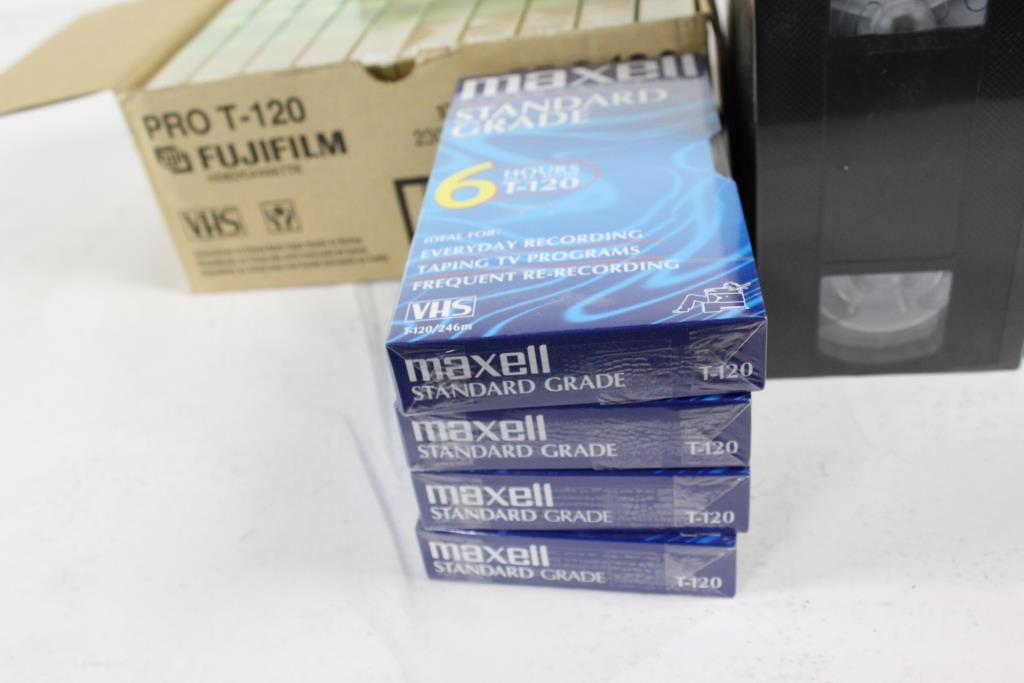 PRO T-120
FUJIFILM
VIDEOCASSETTE
VHS
maxell
STANDARD
GRADE
6 HOURS
T-120
IDEAL FOR:
EVERYDAY RECORDING
TAPING TV PROGRAMS
FREQUENT RE-RECORDING
VHS
T-120/246m
maxell
STANDARD GRADE T-120
maxell
STANDARD GRADE T-120
maxell
STANDARD GRADE T-120
maxell
STANDARD GRADE T-120